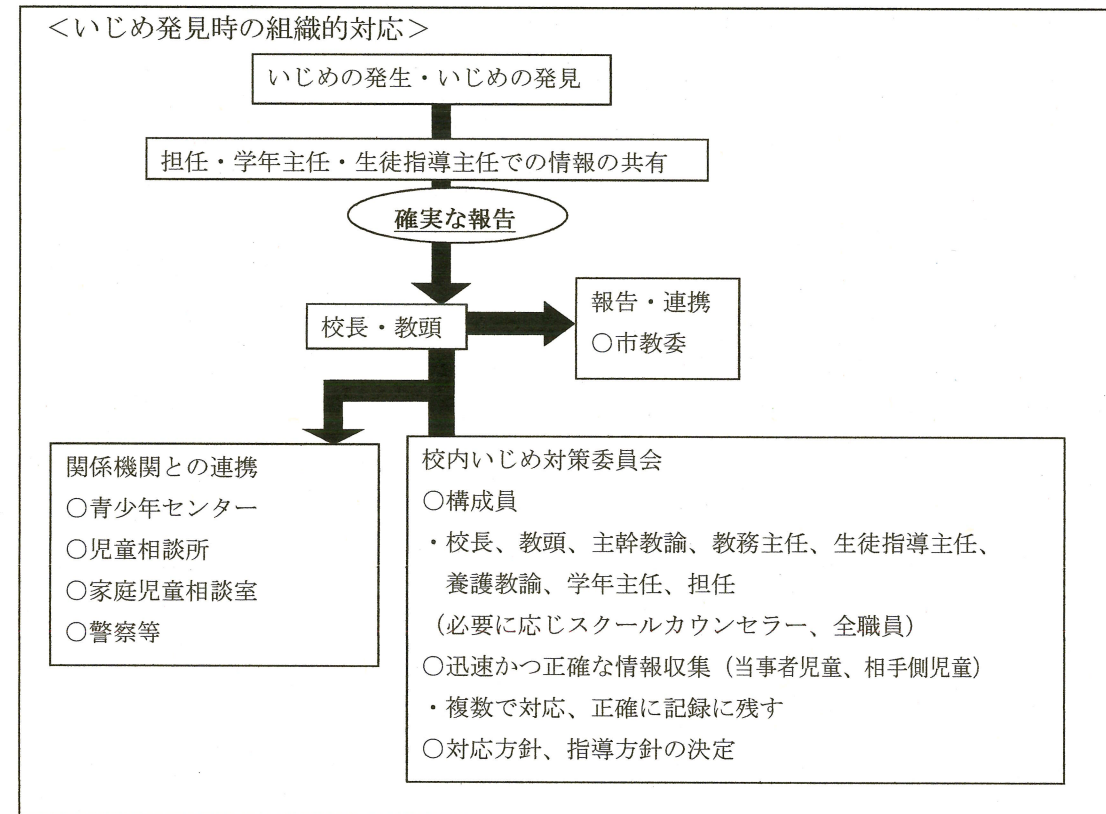 ＜いじめ発見時の組織的対応＞
いじめの発生・いじめの発見
担任・学年主任・生徒指導主任での情報の共有
確実な報告
校長・教頭
報告・連携
○市教委
関係機関との連携
○青少年センター
○児童相談所
○家庭児童相談室
○警察等
校内いじめ対策委員会
○構成員
・校長、教頭、主幹教諭、教務主任、生徒指導主任、
養護教諭、学年主任、担任
（必要に応じスクールカウンセラー、全職員）
○迅速かつ正確な情報収集（当事者児童、相手側児童）
・複数で対応、正確に記録に残す
○対応方針、指導方針の決定